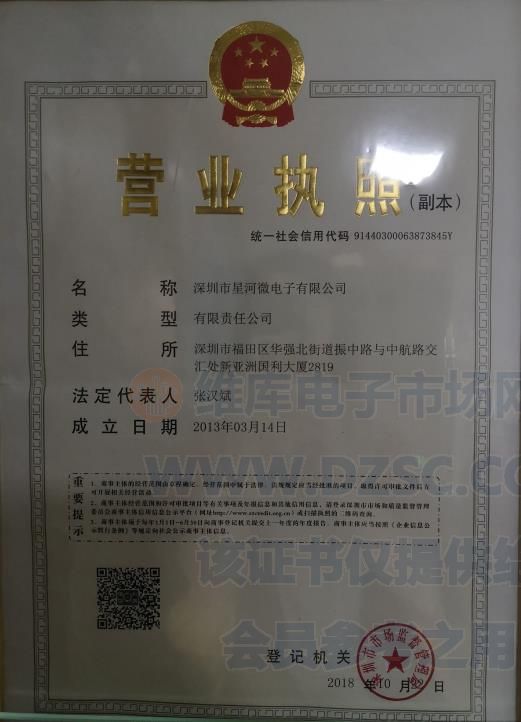 营业执照(副本)
统一社会信用代码 91440300063873845Y
名称 深圳市星河微电子有限公司
类型 有限责任公司
住所 深圳市福田区华强北街道振中路与中航路交
汇处新亚洲国利大厦2819
法定代表人 张汉斌
成立日期 2013年03月14日
维库电子市场网
WWW.DZSC.CO
重要提示
1．商事主体的经营范围由章程确定。经营范围中属于法律、法规规定应当经批准的项目，取得许可审批文件后方
可开展相关经营活动。
2．商事主体经营范围和许可审批项目等有关事项及年报信息和其他信用信息，请登录深圳市市场和质量监督管理
委员会商事主体信用信息公示平台（网址http://www.szcredit.org.cn）或扫描执照的二维码查询。
3．商事主体须于每年1月1日-6月30日向商事登记机关提交上一年度的年度报告。商事主体应当按照《企业信息公
示暂行条例》等规定向社会公示商事主体信息。
该证书仅提供维
会员参考之用
登记机关
深圳市市场监督管理局
2018 年10 月 日